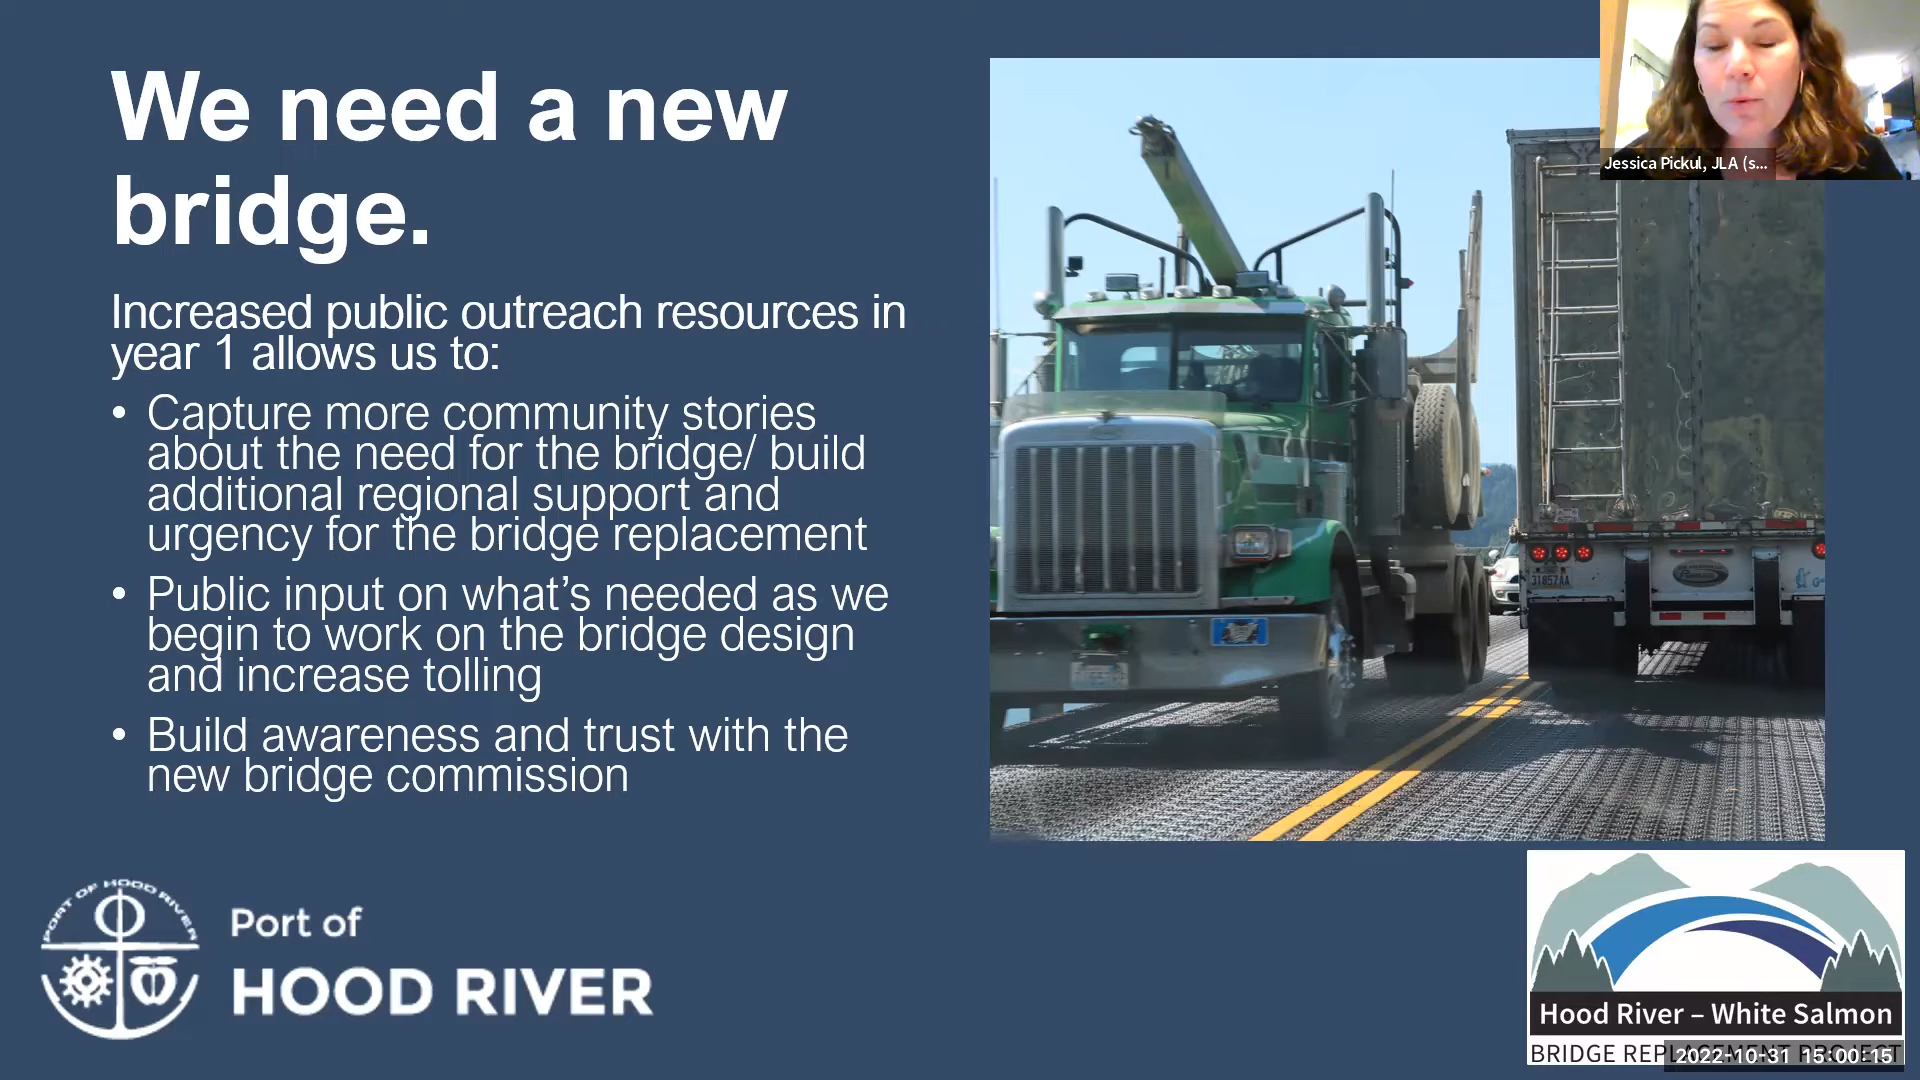 We need a new
bridge.
Increased public outreach resources in
year 1 allows us to:
• Capture more community stories
about the need for the bridge/ build
additional regional support and
urgency for the bridge replacement
• Public input on what's needed as we
begin to work on the bridge design
and increase tolling
• Build awareness and trust with the
new bridge commission
Jessica Pickul, JLA (s...
31857AA
PORT OF HOOD RIVER
Port of
HOOD RIVER
Hood River – White Salmon
BRIDGE REPLACEMENT PROJECT
2022-10-31 15:00:15